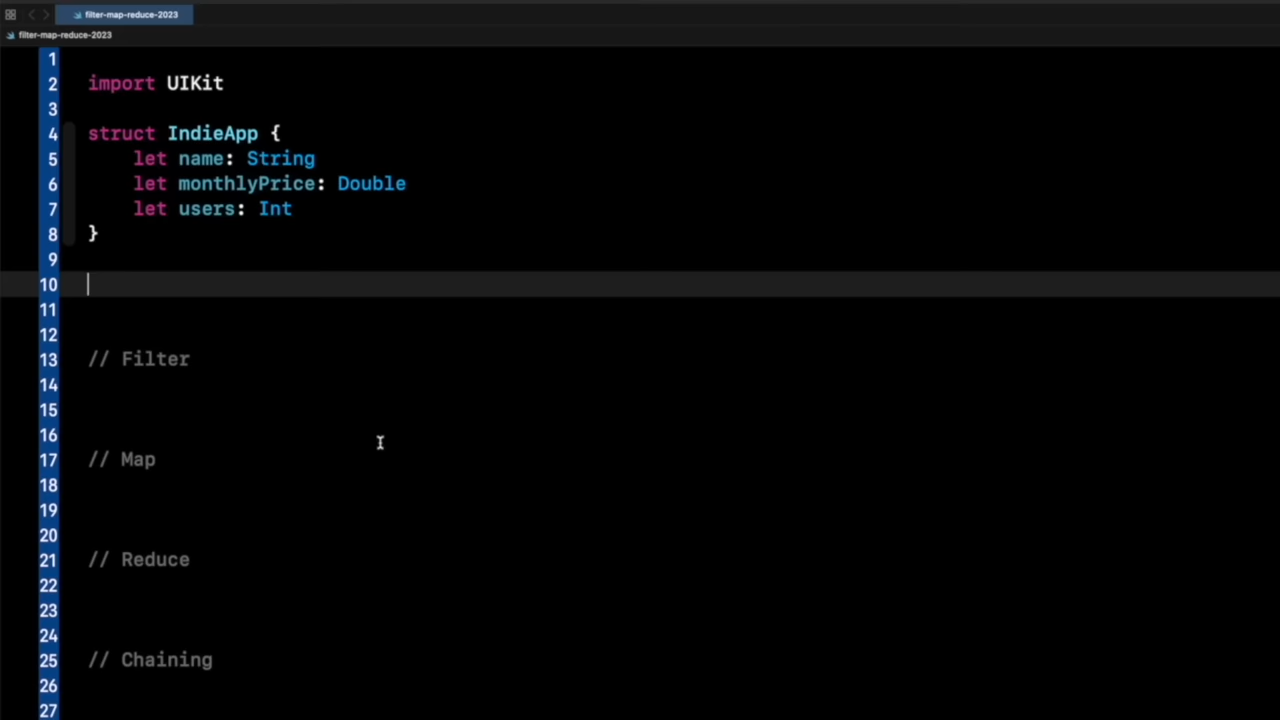 filter-map-reduce-2023
filter-map-reduce-2023
1
2 import UIKit
3
4 struct IndieApp {
5     let name: String
6     let monthlyPrice: Double
7     let users: Int
8 }
9
10
11
12
13 // Filter
14
15
16
17 // Map
18
19
20
21 // Reduce
22
23
24
25 // Chaining
26
27